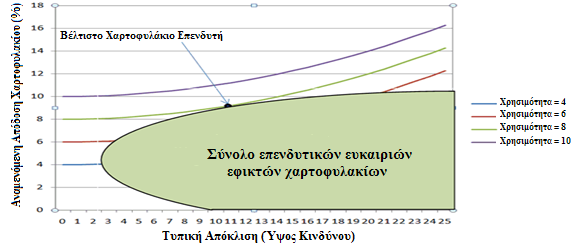 Αναμενόμενη Απόδοση Χαρτοφυλακίου (%)
18
16
14
12
10
8
6
4
2
0
Βέλτιστο Χαρτοφυλάκιο Επενδυτή
Σύνολο επενδυτικών ευκαιριών
εφικτών χαρτοφυλακίων
0 1 2 3 4 5 6 7 8 9 10 11 12 13 14 15 16 17 18 19 20 21 22 23 24 25
Τυπική Απόκλιση (Ύψος Κινδύνου)
Χρησιμότητα = 4
Χρησιμότητα = 6
Χρησιμότητα = 8
Χρησιμότητα = 10